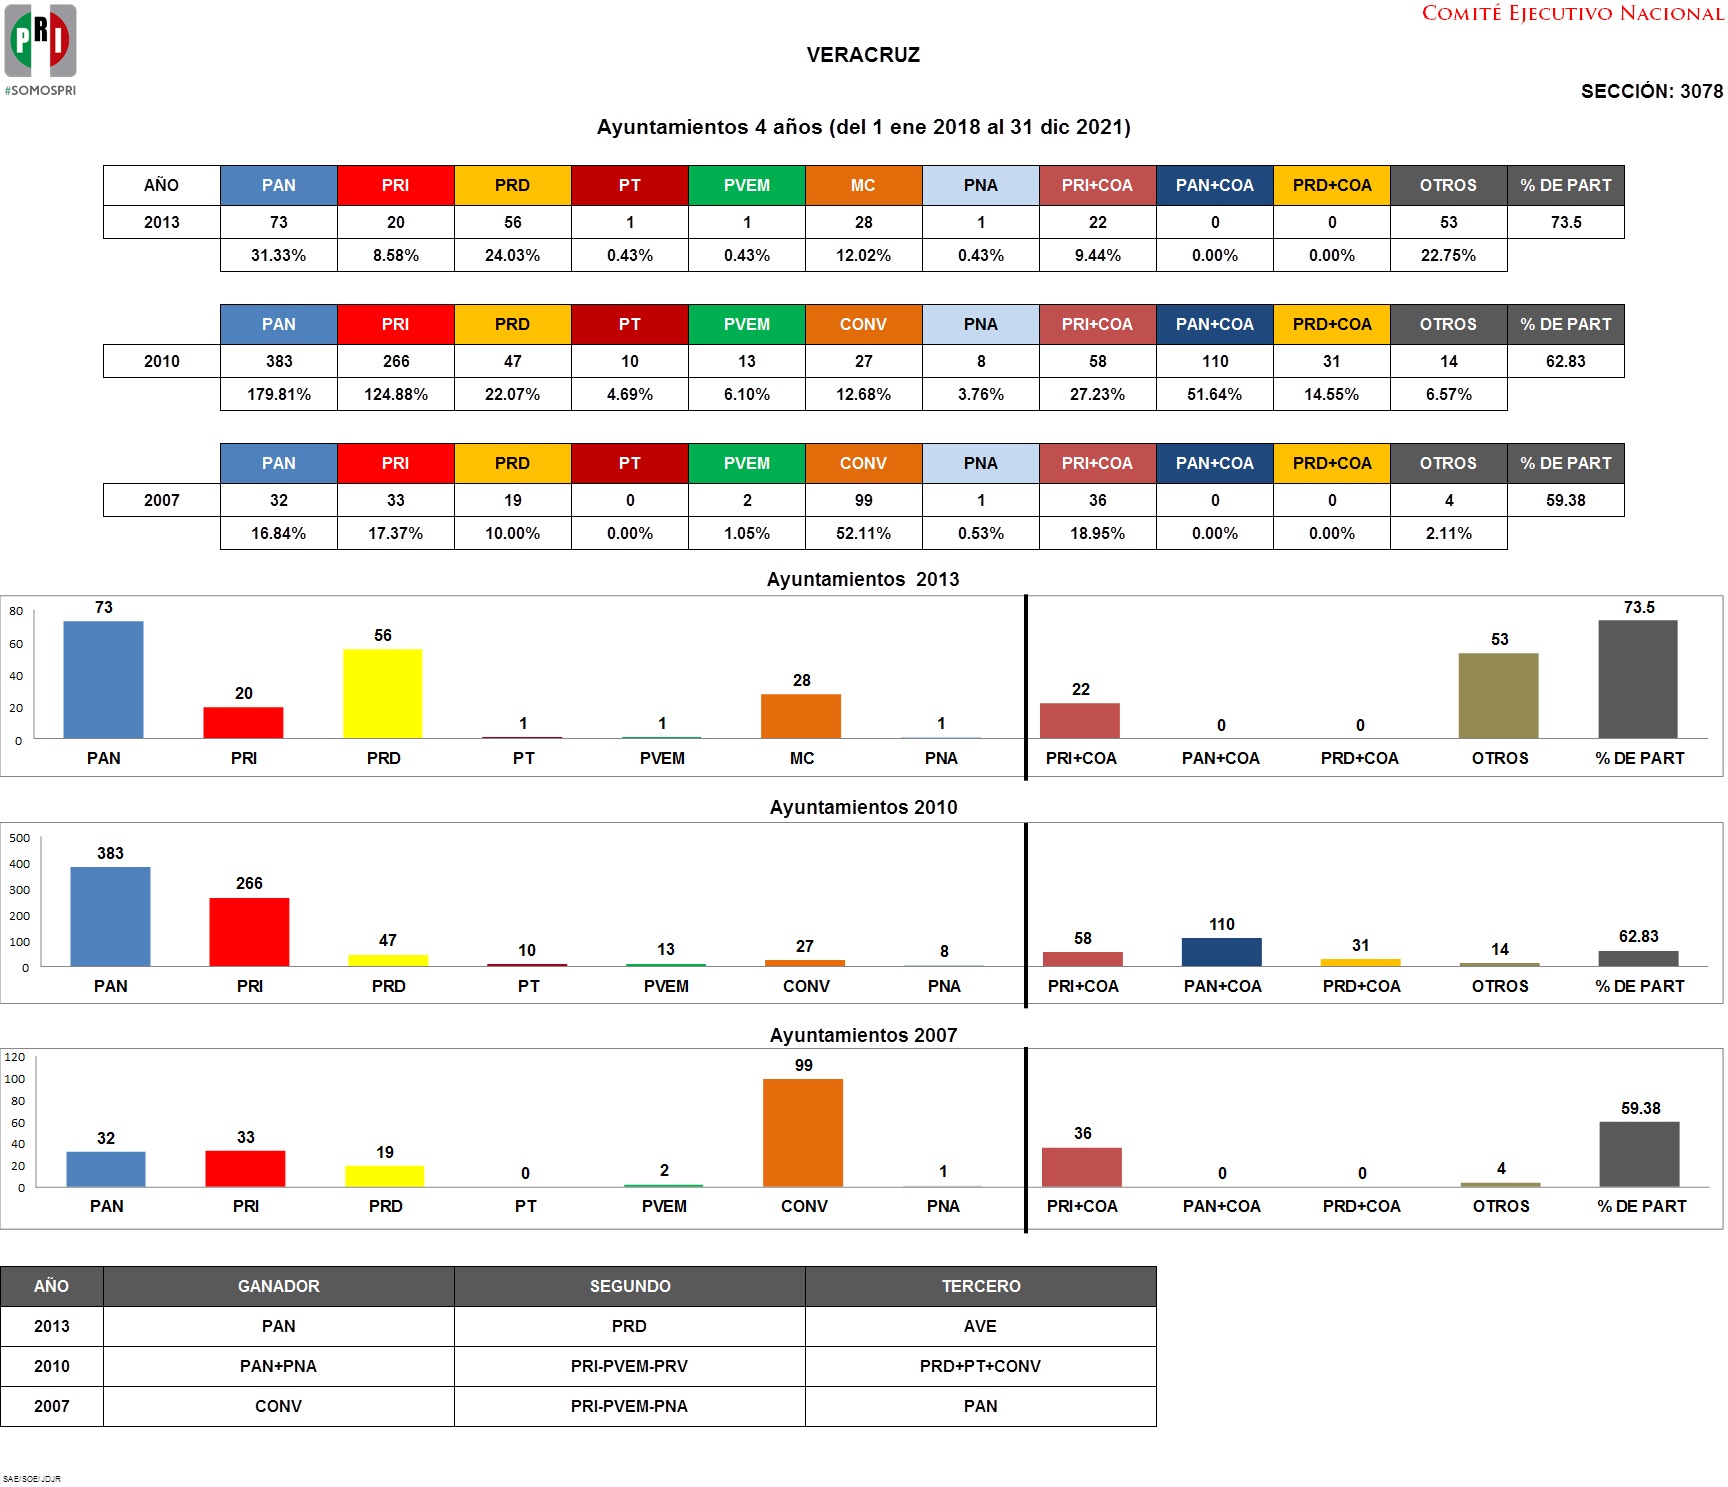 COMITÉ EJECUTIVO NACIONAL
PRI
#SOMOSPRI
VERACRUZ
SECCIÓN: 3078
Ayuntamientos 4 años (del 1 ene 2018 al 31 dic 2021)
AÑO PAN PRI PRD PT PVEM MC PNA PRI+COA PAN+COA PRD+COA OTROS % DE PART
2013 73 20 56 1 1 28 1 22 0 0 53 73.5
31.33% 8.58% 24.03% 0.43% 0.43% 12.02% 0.43% 9.44% 0.00% 0.00% 22.75%
PAN PRI PRD PT PVEM CONV PNA PRI+COA PAN+COA PRD+COA OTROS % DE PART
2010 383 266 47 10 13 27 8 58 110 31 14 62.83
179.81% 124.88% 22.07% 4.69% 6.10% 12.68% 3.76% 27.23% 51.64% 14.55% 6.57%
PAN PRI PRD PT PVEM CONV PNA PRI+COA PAN+COA PRD+COA OTROS % DE PART
2007 32 33 19 0 2 99 1 36 0 0 4 59.38
16.84% 17.37% 10.00% 0.00% 1.05% 52.11% 0.53% 18.95% 0.00% 0.00% 2.11%
Ayuntamientos 2013
80
60
40
20
0
73 20 56 1 1 28 1 22 0 0 53 73.5
PAN PRI PRD PT PVEM MC PNA PRI+COA PAN+COA PRD+COA OTROS % DE PART
Ayuntamientos 2010
500
400
300
200
100
0
383 266 47 10 13 27 8 58 110 31 14 62.83
PAN PRI PRD PT PVEM CONV PNA PRI+COA PAN+COA PRD+COA OTROS % DE PART
Ayuntamientos 2007
120
100
80
60
40
20
0
32 33 19 0 2 99 1 36 0 0 4 59.38
PAN PRI PRD PT PVEM CONV PNA PRI+COA PAN+COA PRD+COA OTROS % DE PART
AÑO GANADOR SEGUNDO TERCERO
2013 PAN PRD AVE
2010 PAN+PNA PRI-PVEM-PRV PRD+PT+CONV
2007 CONV PRI-PVEM-PNA PAN
SAE/SOE/JDJR